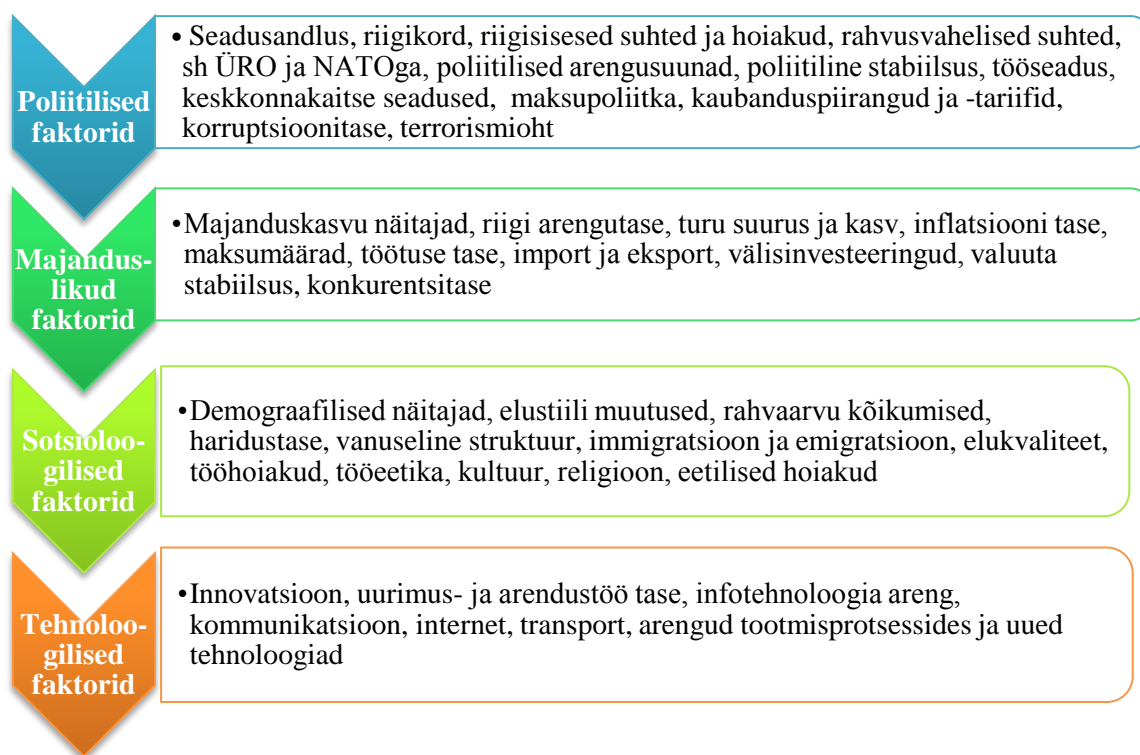 Poliitilised
faktorid
• Seadusandlus, riigikord, riigisisesed suhted ja hoiakud, rahvusvahelised suhted,
sh ÜRO ja NATOga, poliitilised arengusuunad, poliitiline stabiilsus, tööseadus,
keskkonnakaitse seadused, maksupoliitka, kaubanduspiirangud ja -tariifid,
korruptsioonitase, terrorismioht
Majandus-
likud
faktorid
•Majanduskasvu näitajad, riigi arengutase, turu suurus ja kasv, inflatsiooni tase,
maksumäärad, töötuse tase, import ja eksport, välisinvesteeringud, valuuta
stabiilsus, konkurentsitase
Sotsioloo-
gilised
faktorid
•Demograafilised näitajad, elustiili muutused, rahvaarvu kõikumised,
haridustase, vanuseline struktuur, immigratsioon ja emigratsioon, elukvaliteet,
tööhoiakud, tööeetika, kultuur, religioon, eetilised hoiakud
Tehnoloo-
gilised
faktorid
•Innovatsioon, uurimus- ja arendustöö tase, infotehnoloogia areng,
kommunikatsioon, internet, transport, arengud tootmisprotsessides ja uued
tehnoloogiad